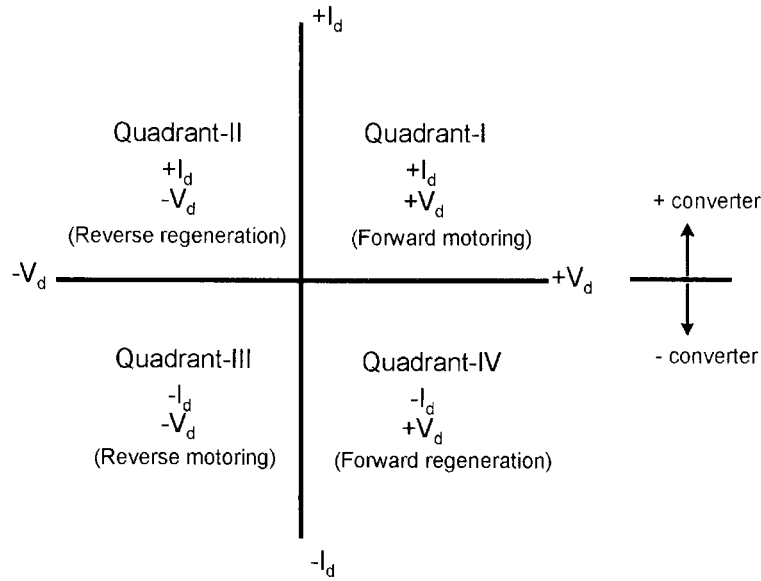 +Id
Quadrant-II
+Id
-Vd
(Reverse regeneration)
Quadrant-I
+Id
+Vd
(Forward motoring)
-Vd
+Vd
+ converter
- converter
Quadrant-III
-Id
-Vd
(Reverse motoring)
Quadrant-IV
-Id
+Vd
(Forward regeneration)
-Id